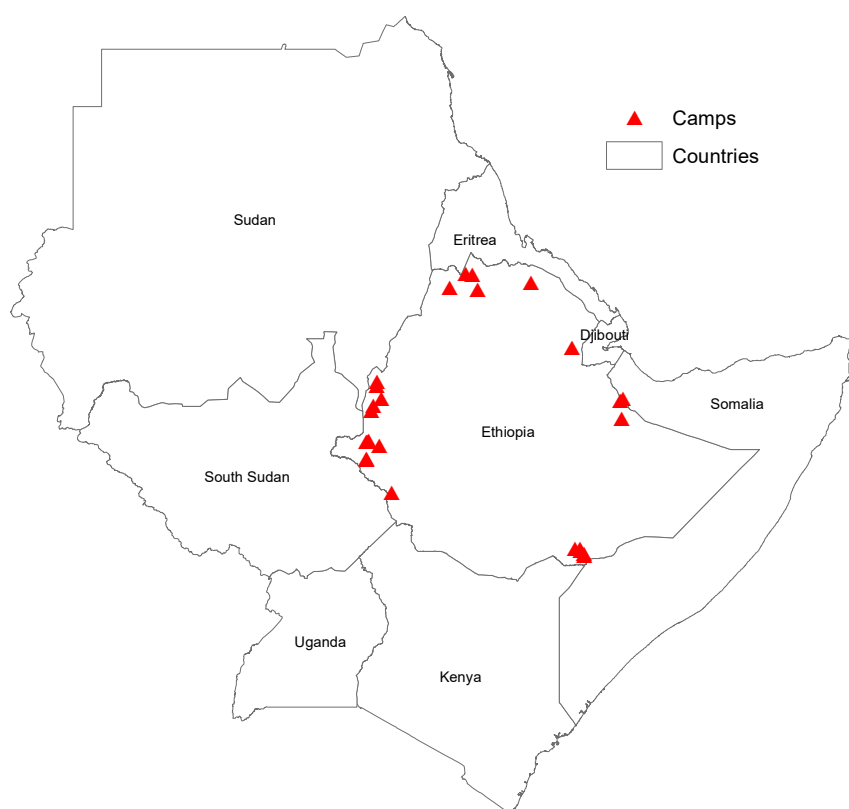 Camps
Countries
Sudan
Eritrea
Djibouti
Somalia
Ethiopia
South Sudan
Uganda
Kenya